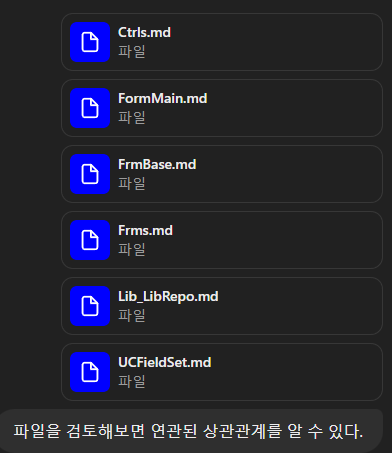 Ctrls.md
파일
FormMain.md
파일
FrmBase.md
파일
Frms.md
파일
Lib_LibRepo.md
파일
UCFieldSet.md
파일
파일을 검토해보면 연관된 상관관계를 알 수 있다.